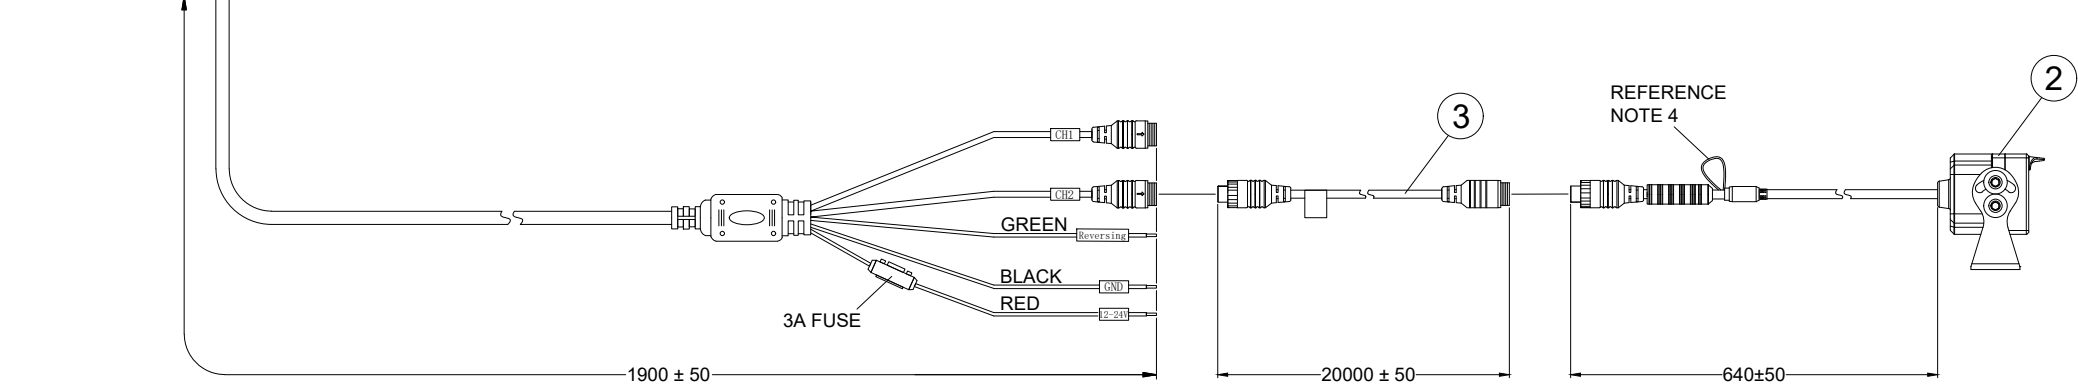 2
REFERENCE
NOTE 4
3
CH1
CH2
GREEN
Reversing
BLACK
GND
RED
12-24V
3A FUSE
1900 ± 50
20000 ± 50
640±50